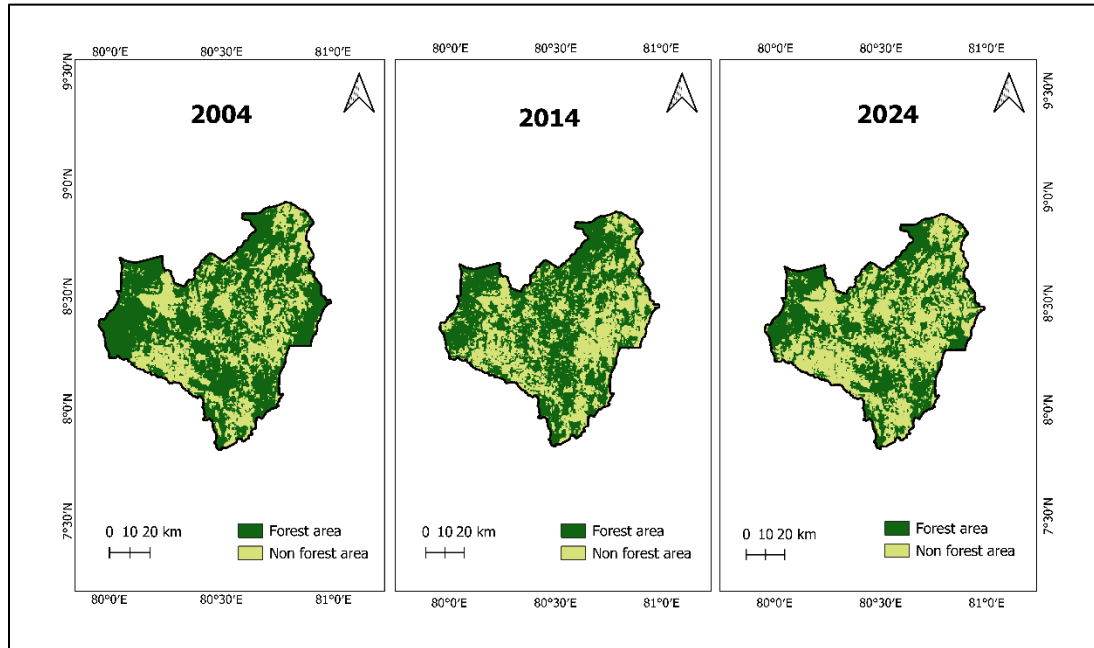 80°0'E 80°30'E 81°0'E 80°0'E 80°30'E 81°0'E 80°0'E 80°30'E 81°0'E
9°30'N 9°30'N
2004 2014 2024
9°0'N 9°0'N
8°30'N 8°30'N
8°0'N 8°0'N
7°30'N 7°30'N
0 10 20 km Forest area 0 10 20 km Forest area 0 10 20 km Forest area
Non forest area Non forest area Non forest area
80°0'E 80°30'E 81°0'E 80°0'E 80°30'E 81°0'E 80°0'E 80°30'E 81°0'E